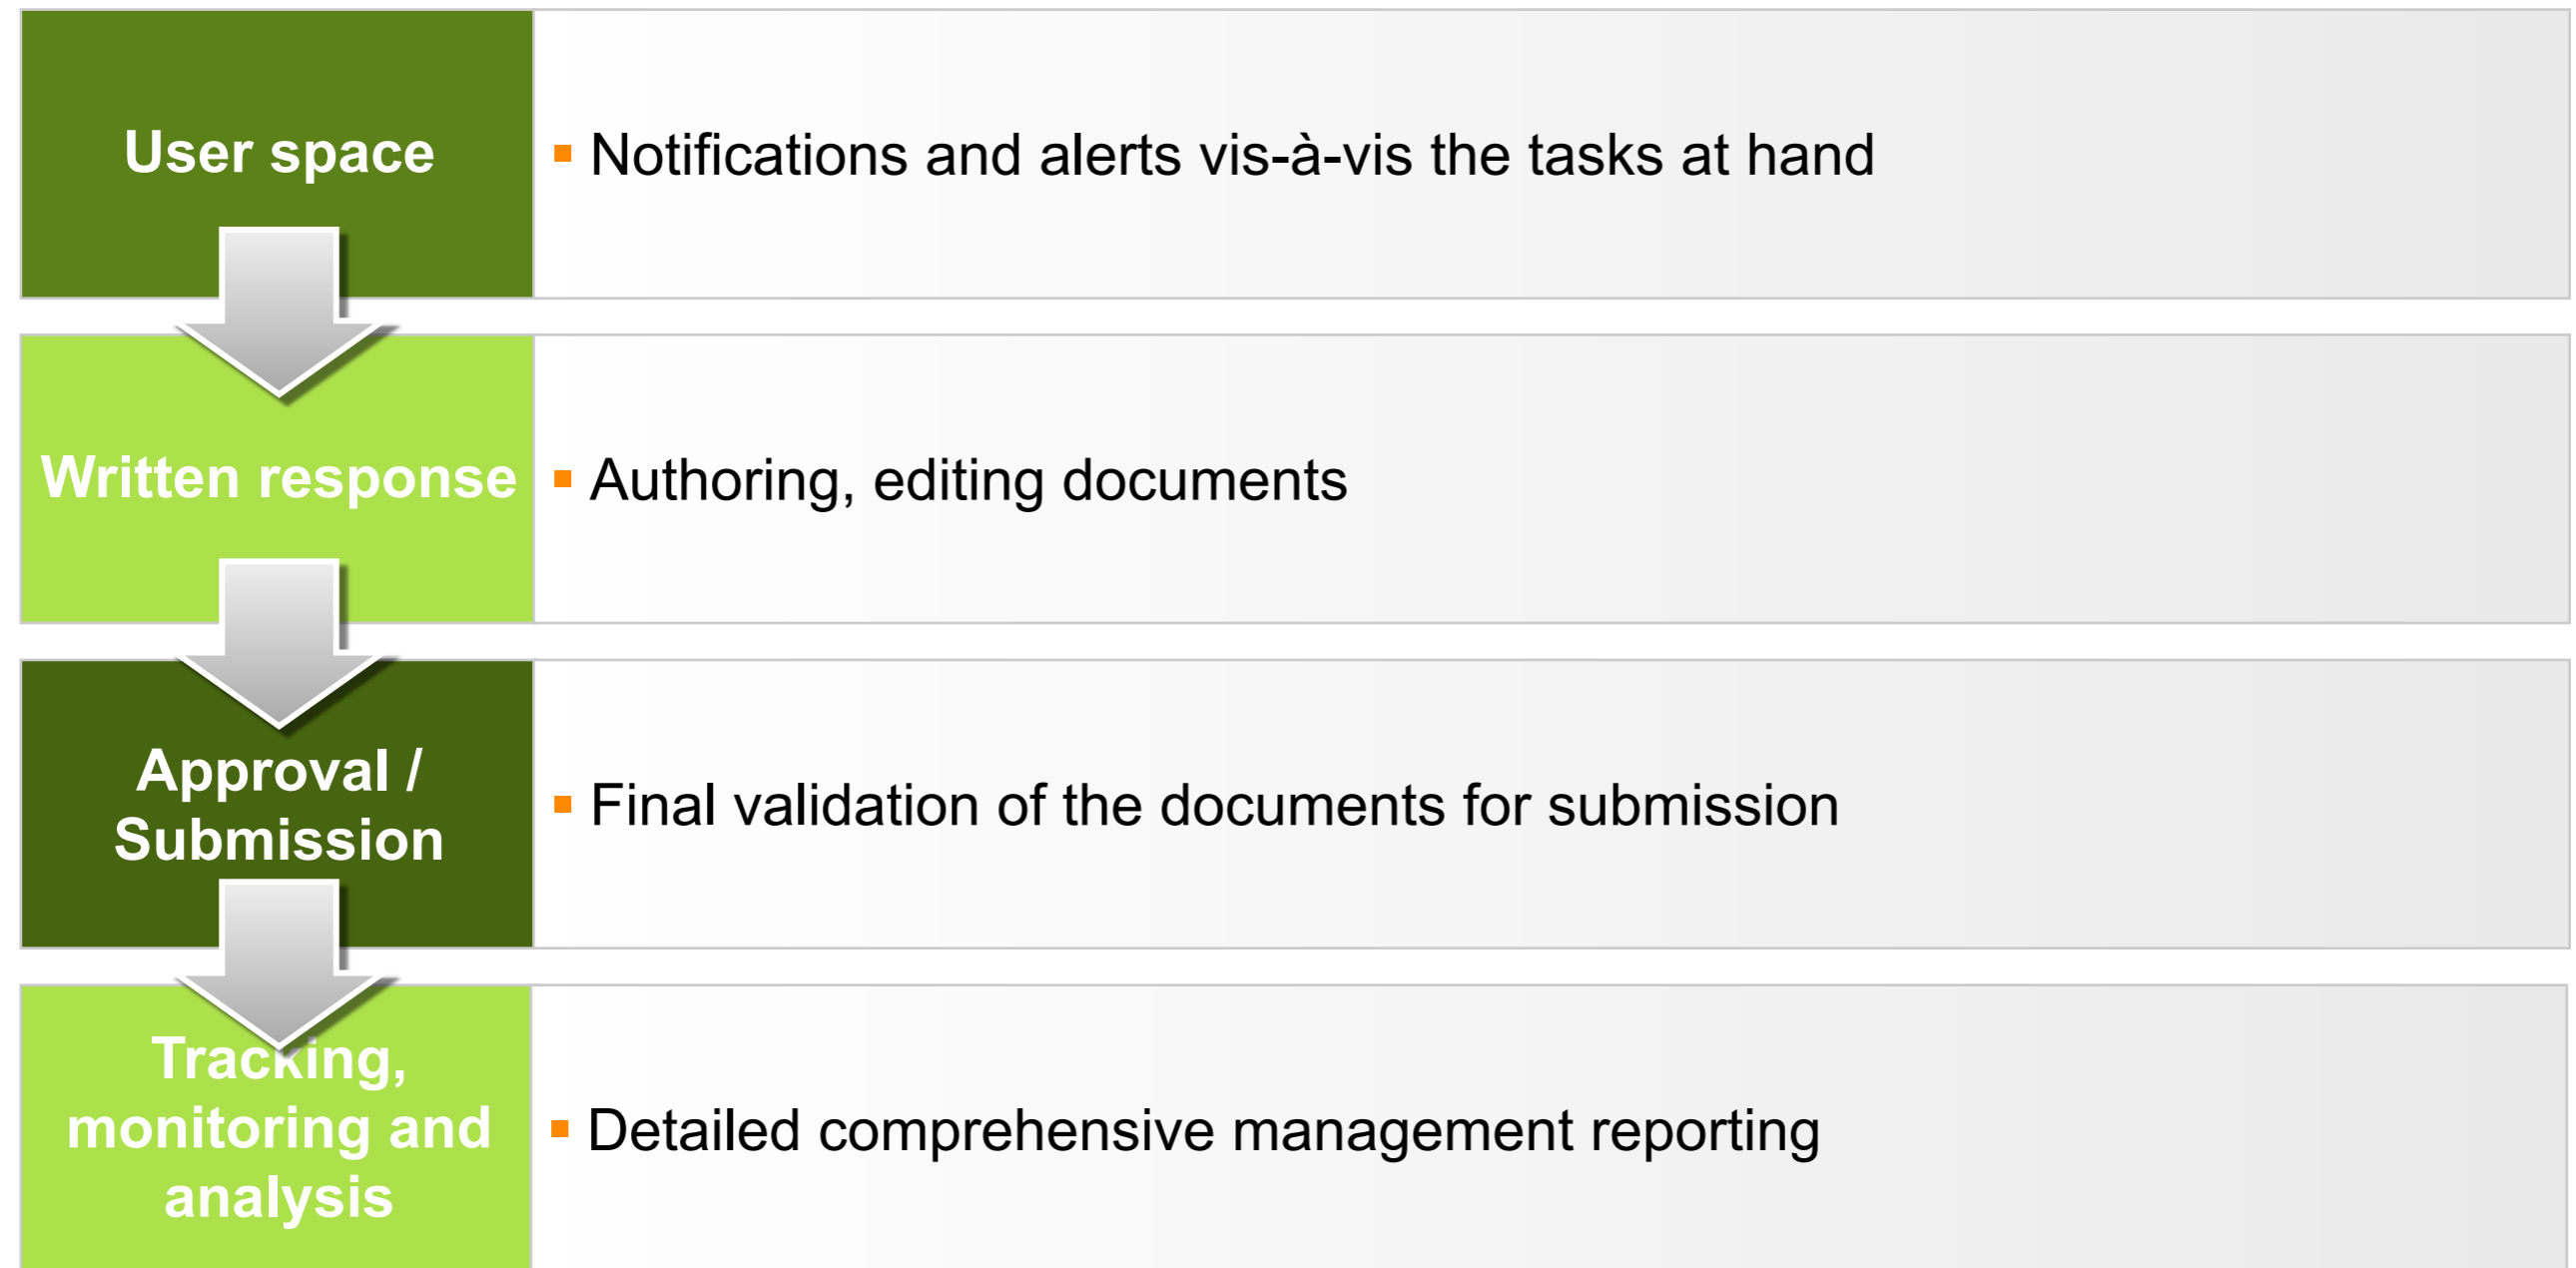 User space
▪ Notifications and alerts vis-à-vis the tasks at hand
Written response
▪ Authoring, editing documents
Approval /
Submission
▪ Final validation of the documents for submission
Tracking,
monitoring and
analysis
▪ Detailed comprehensive management reporting